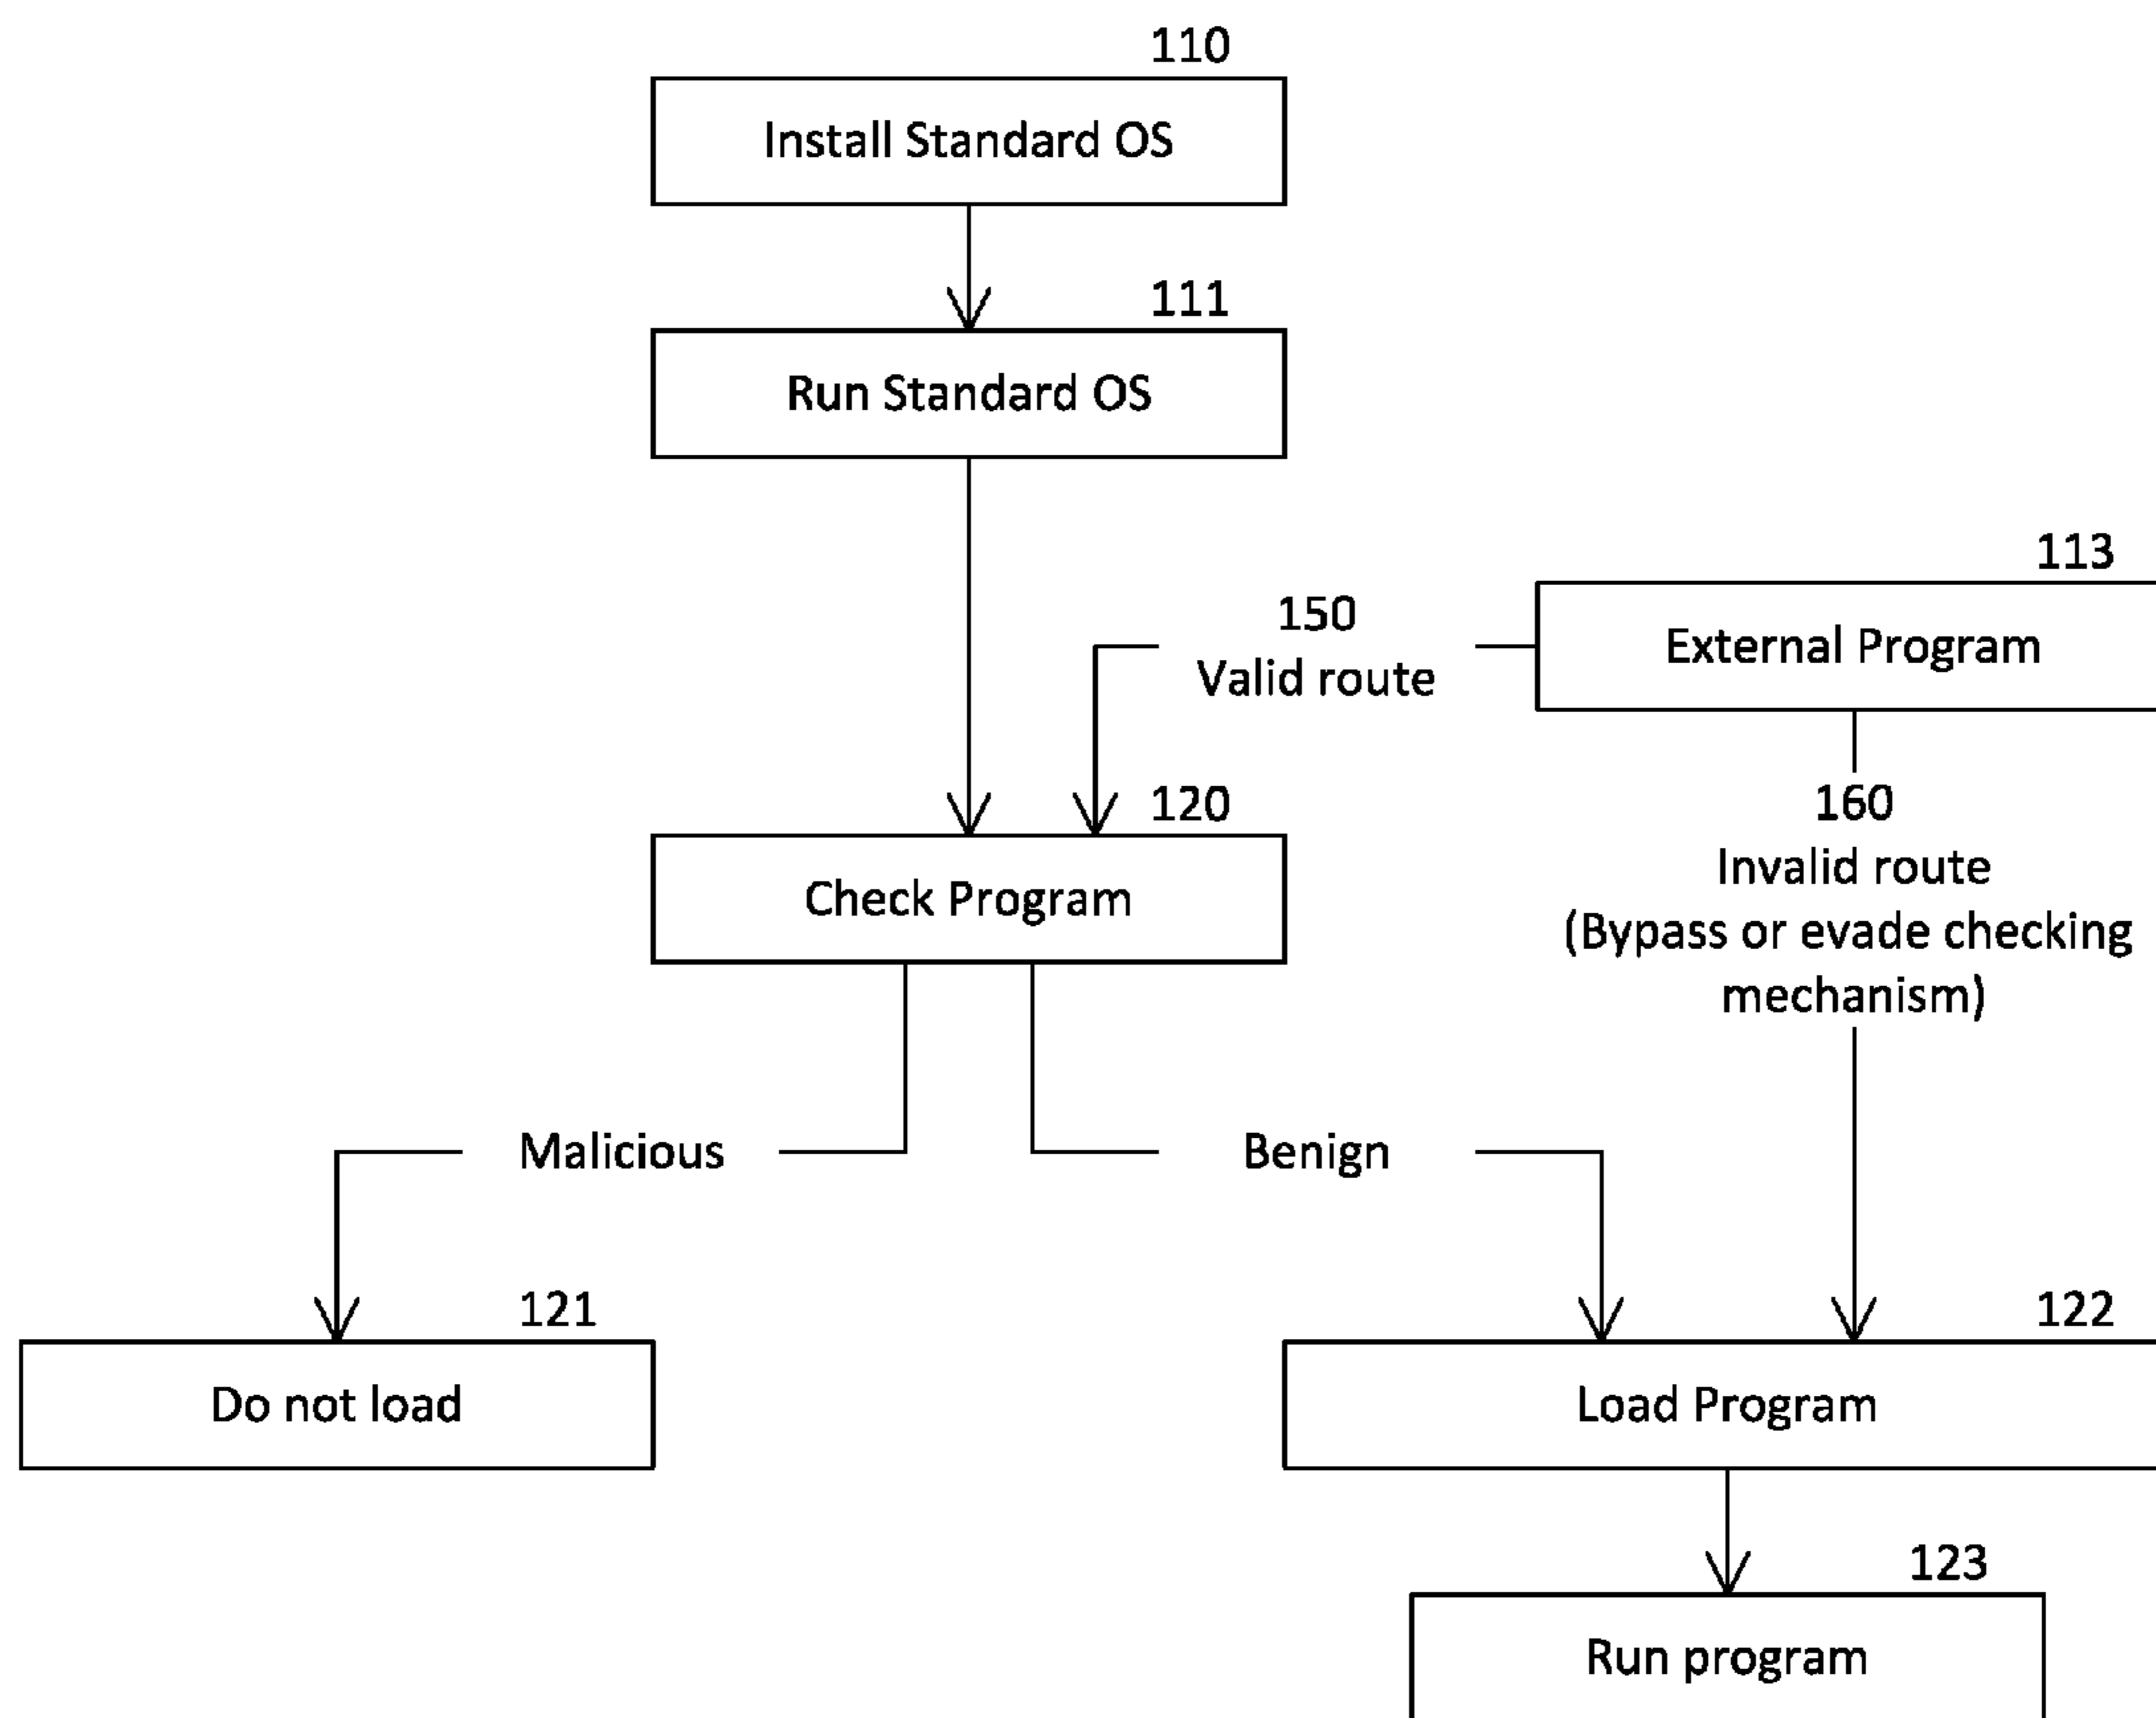 110
Install Standard OS
111
Run Standard OS
113
External Program
150
Valid route
120
Check Program
160
Invalid route
(Bypass or evade checking
mechanism)
Malicious
Benign
121
Do not load
122
Load Program
123
Run program